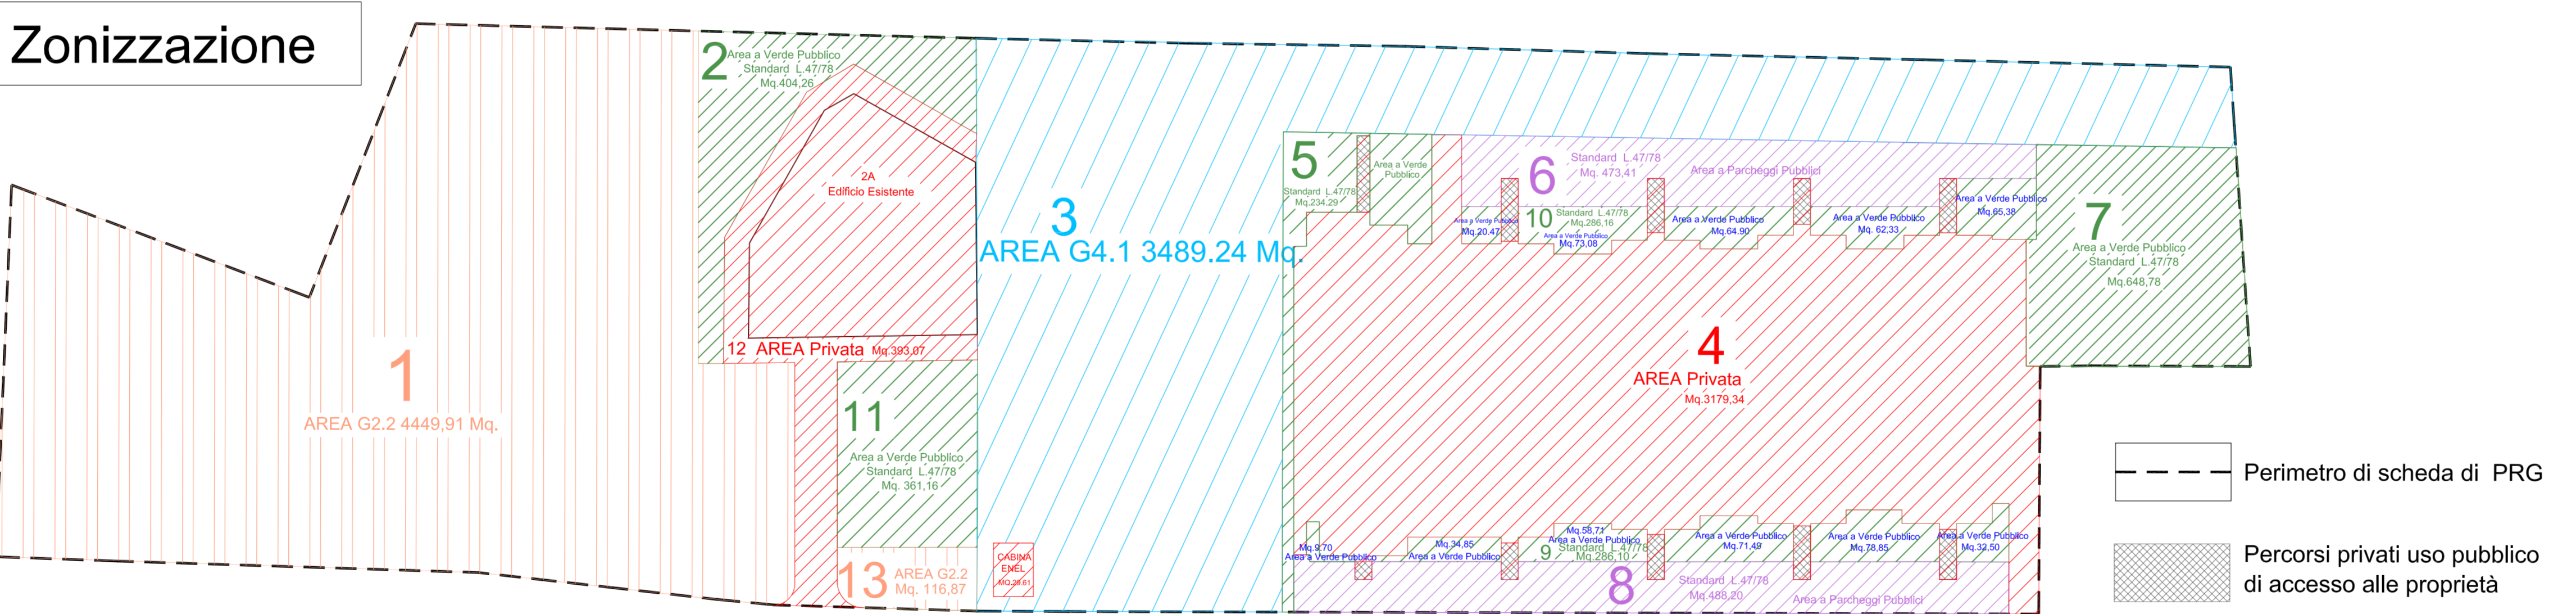 Zonizzazione
2
Area a Verde Pubblico
Standard L.47/78
Mq.404,26
2A
Edificio Esistente
12 AREA Privata Mq.393,07
1
AREA G2.2 4449,91 Mq.
11
Area a Verde Pubblico
Standard L.47/78
Mq. 361,16
13
AREA G2.2
Mq. 116,87
3
AREA G4.1 3489.24 Mq.
CABINA
ENEL
MQ.29.61
5
Standard L.47/78
Mq.234.29
Area a Verde
Pubblico
6
Standard L.47/78
Mq. 473,41
Area a Parcheggi Pubblici
Area a Verde Pubblico
Mq.20.47
10
Standard L.47/78
Mq.286,16
Area a Verde Pubblico
Mq.73,08
Area a Verde Pubblico
Mq.64.90
Area a Verde Pubblico
Mq. 62,33
Area a Verde Pubblico
Mq.65,38
7
Area a Verde Pubblico
Standard L.47/78
Mq.648,78
4
AREA Privata
Mq.3179,34
Mq.9.70
Area a Verde Pubblico
Mq.34,85
Area a Verde Pubblico
Mq.58,71
Area a Verde Pubblico
9
Standard L.47/78
Mq.286,10
Area a Verde Pubblico
Mq.71,49
Area a Verde Pubblico
Mq.78,85
Area a Verde Pubblico
Mq.32,50
8
Standard L.47/78
Mq.488,20
Area a Parcheggi Pubblici
Perimetro di scheda di PRG
Percorsi privati uso pubblico
di accesso alle proprietà